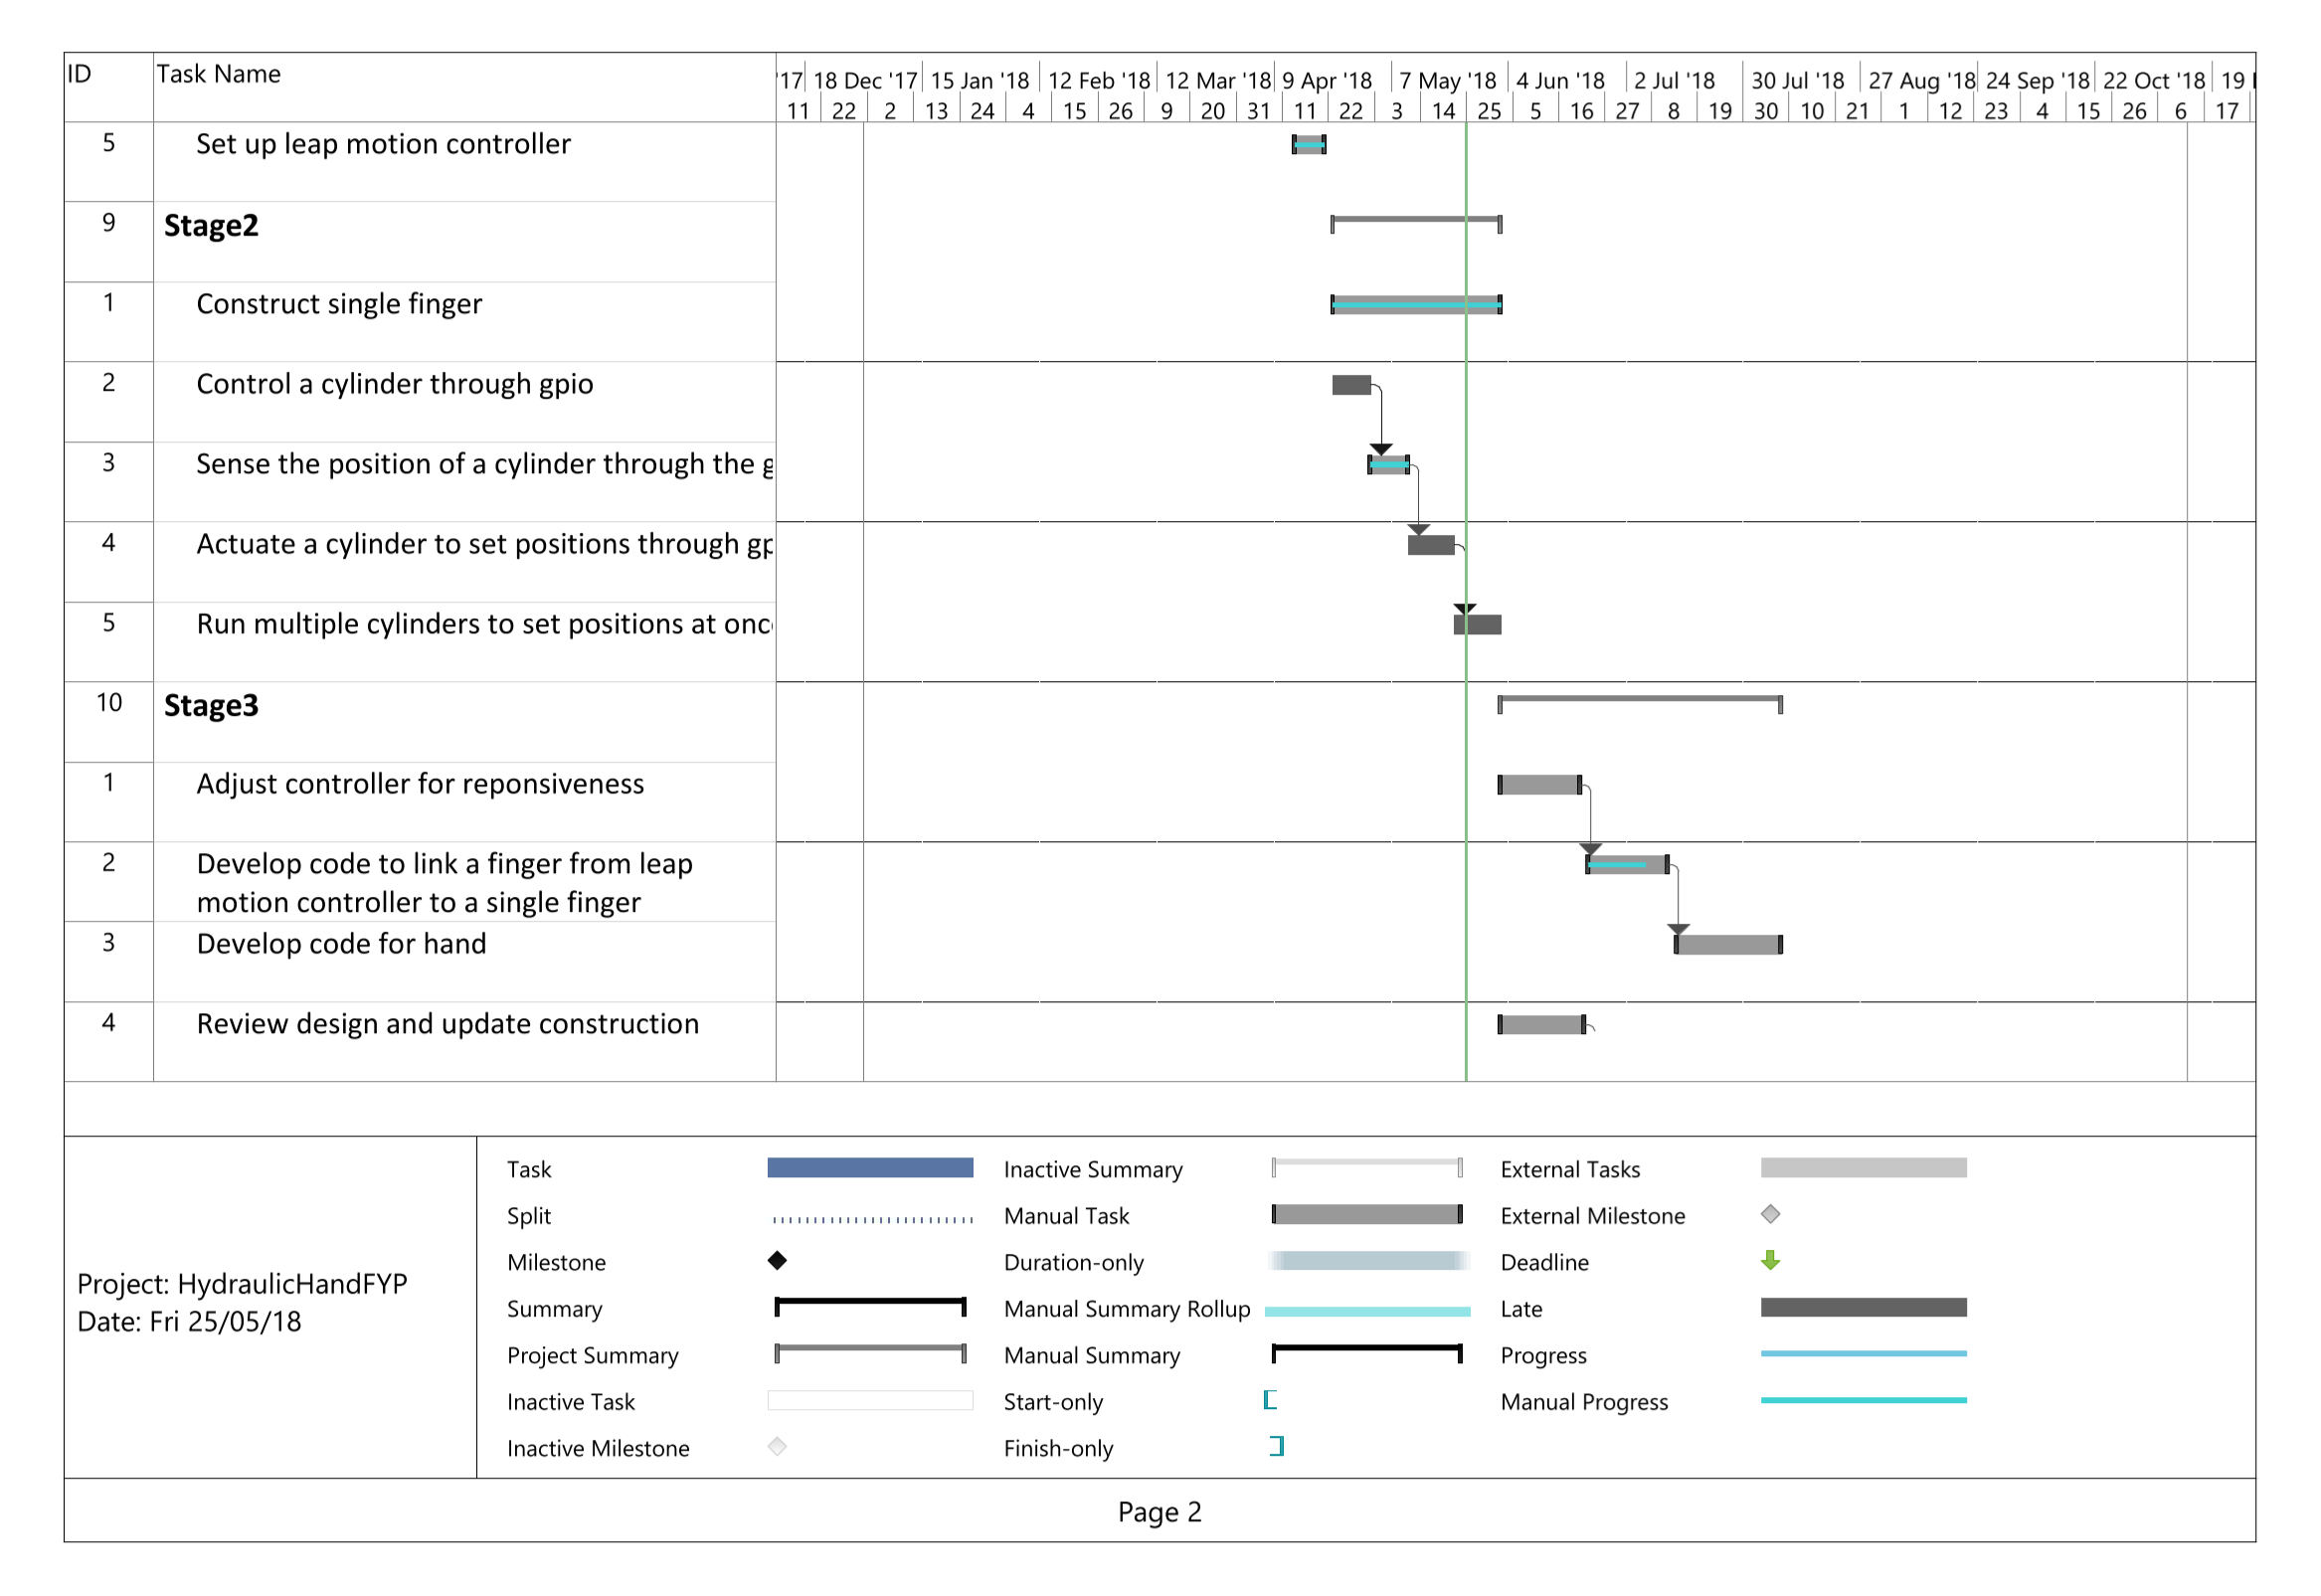 ID Task Name '17 18 Dec '17 15 Jan '18 12 Feb '18 12 Mar '18 9 Apr '18 7 May '18 4 Jun '18 2 Jul '18 30 Jul '18 27 Aug '18 24 Sep '18 22 Oct '18 19
11 22 2 13 24 4 15 26 9 20 31 11 22 3 14 25 5 16 27 8 19 30 10 21 1 12 23 4 15 26 6 17
5 Set up leap motion controller
9 Stage2
1 Construct single finger
2 Control a cylinder through gpio
3 Sense the position of a cylinder through the g
4 Actuate a cylinder to set positions through gp
5 Run multiple cylinders to set positions at onc
10 Stage3
1 Adjust controller for reponsiveness
2 Develop code to link a finger from leap
motion controller to a single finger
3 Develop code for hand
4 Review design and update construction
Project: HydraulicHandFYP
Date: Fri 25/05/18
Task
Split
Milestone
Summary
Project Summary
Inactive Task
Inactive Milestone
Inactive Summary
Manual Task
Duration-only
Manual Summary Rollup
Manual Summary
Start-only
Finish-only
External Tasks
External Milestone
Deadline
Late
Progress
Manual Progress
Page 2